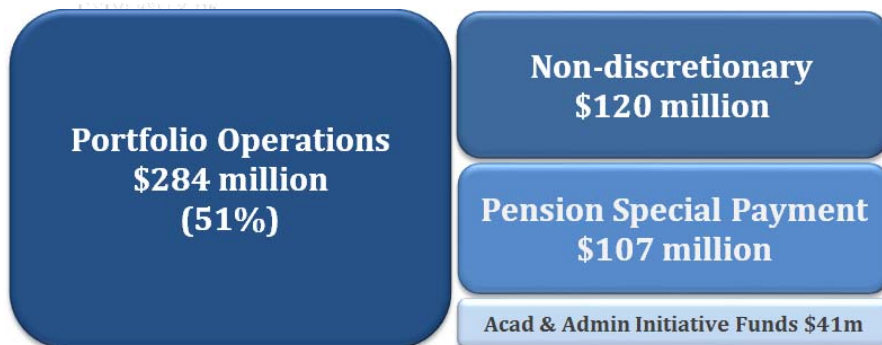 Portfolio Operations
$284 million
(51%)
Non-discretionary
$120 million
Pension Special Payment
$107 million
Acad & Admin Initiative Funds $41m